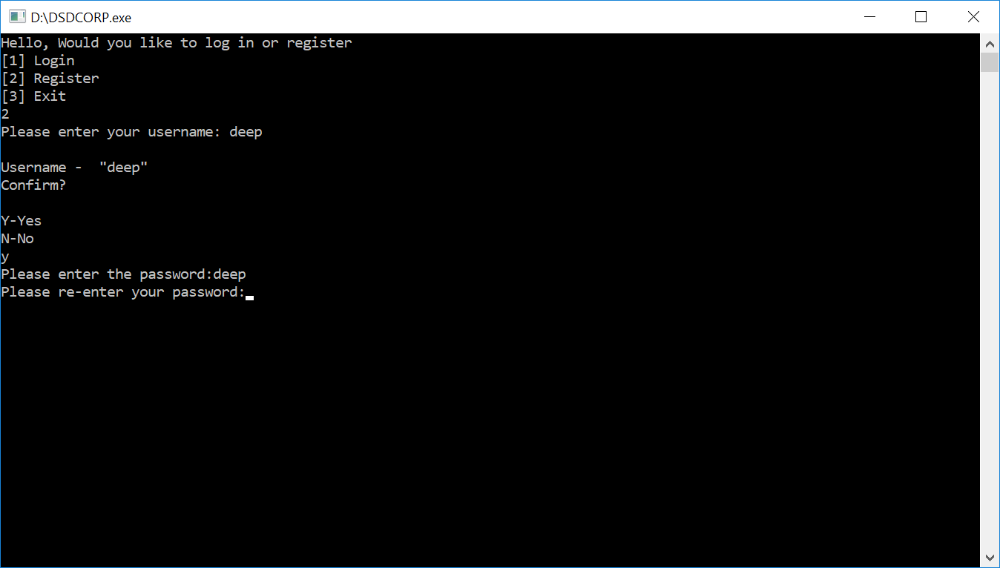 D:\DSDCORP.exe
Hello, Would you like to log in or register
[1] Login
[2] Register
[3] Exit
2
Please enter your username: deep
Username -  "deep"
Confirm?
Y-Yes
N-No
y
Please enter the password:deep
Please re-enter your password: